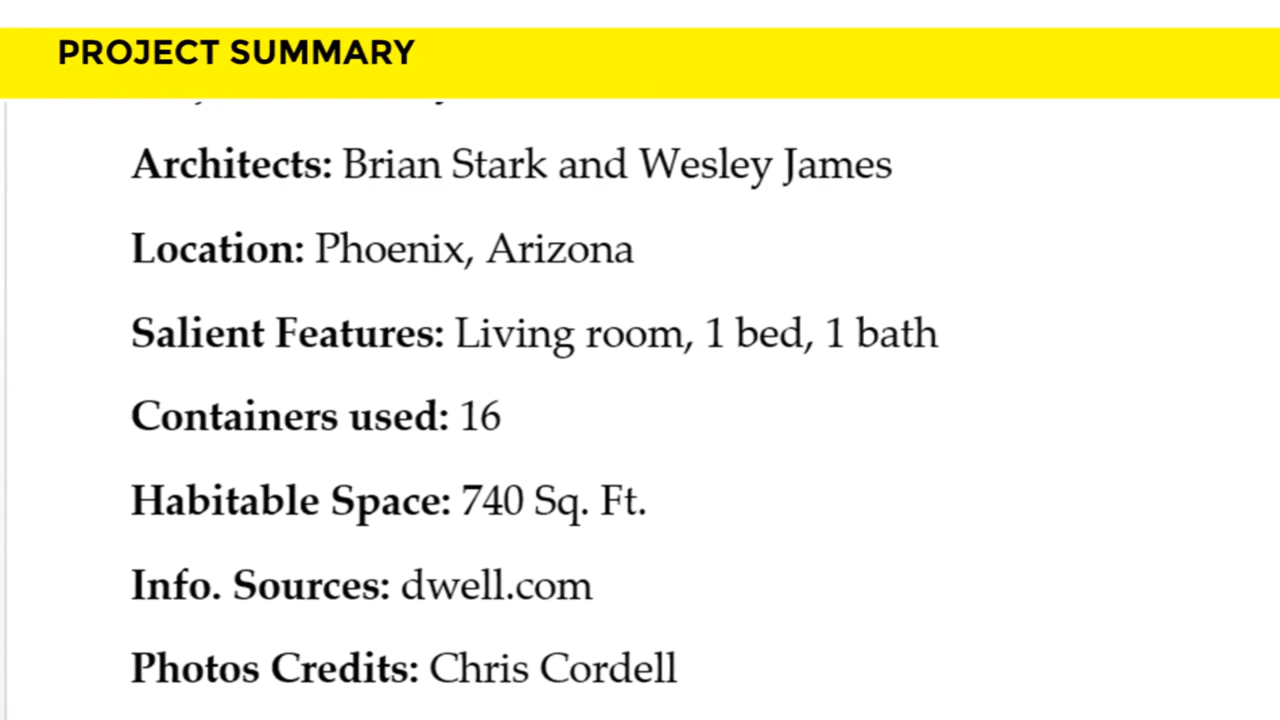 PROJECT SUMMARY
Architects: Brian Stark and Wesley James
Location: Phoenix, Arizona
Salient Features: Living room, 1 bed, 1 bath
Containers used: 16
Habitable Space: 740 Sq. Ft.
Info. Sources: dwell.com
Photos Credits: Chris Cordell